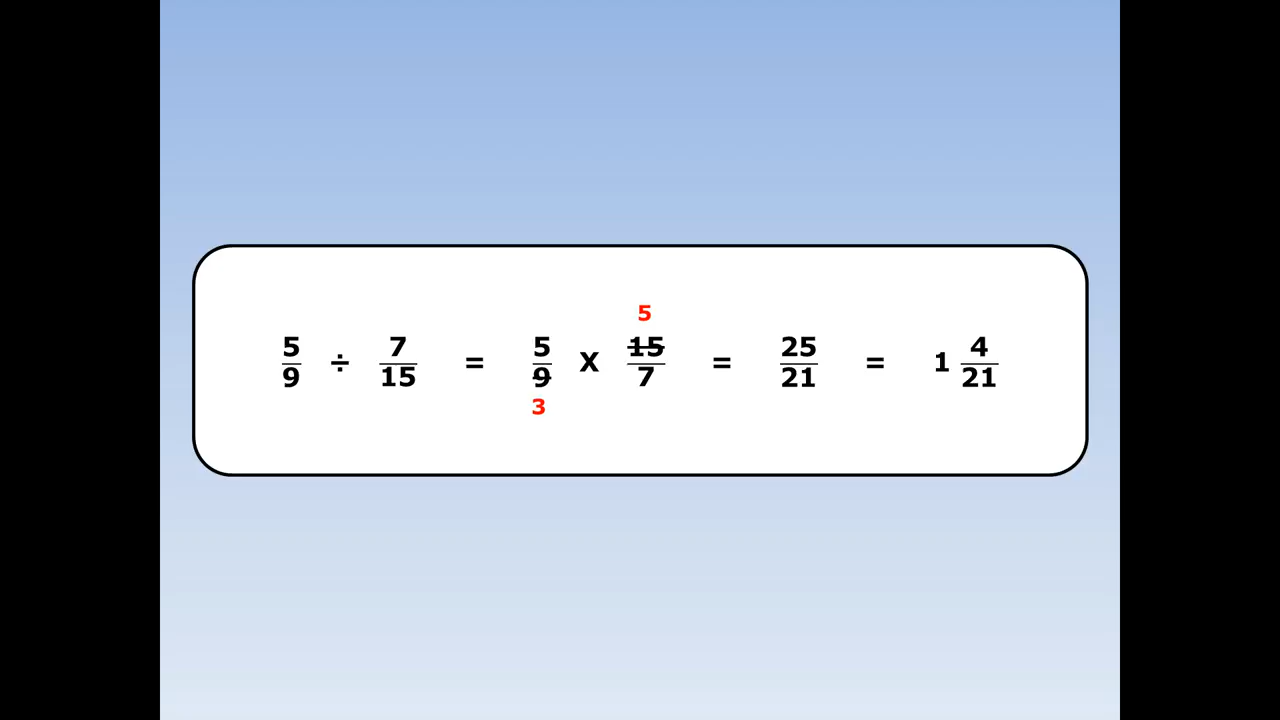 5
5/9 ÷ 7/15 = 5/9 x 15/7 = 25/21 = 1 4/21
3